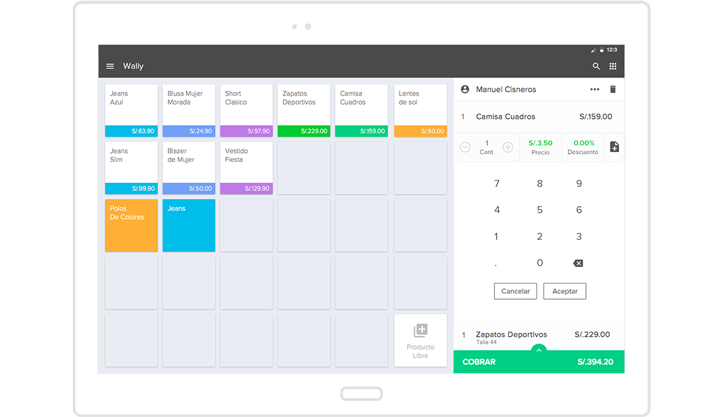 12:3
Wally
Jeans
Azul
S/.63.90
Blusa Mujer
Morada
S/.24.90
Short
Clasico
S/.97.90
Zapatos
Deportivos
S/.229.00
Camisa
Cuadros
S/.159.00
Lentes
de sol
S/.60.00
Jeans
Slim
S/.99.90
Blazer
de Mujer
S/.50.00
Vestido
Fiesta
S/.129.90
Polos
De Colores
Jeans
Producto
Libre
Manuel Cisneros
1 Camisa Cuadros S/.159.00
1 S/.3.50 0.00%
Cant Precio Descuento
7 8 9
4 5 6
1 2 3
. 0
Cancelar Aceptar
1 Zapatos Deportivos S/.229.00
Talla 44
COBRAR S/.394.20